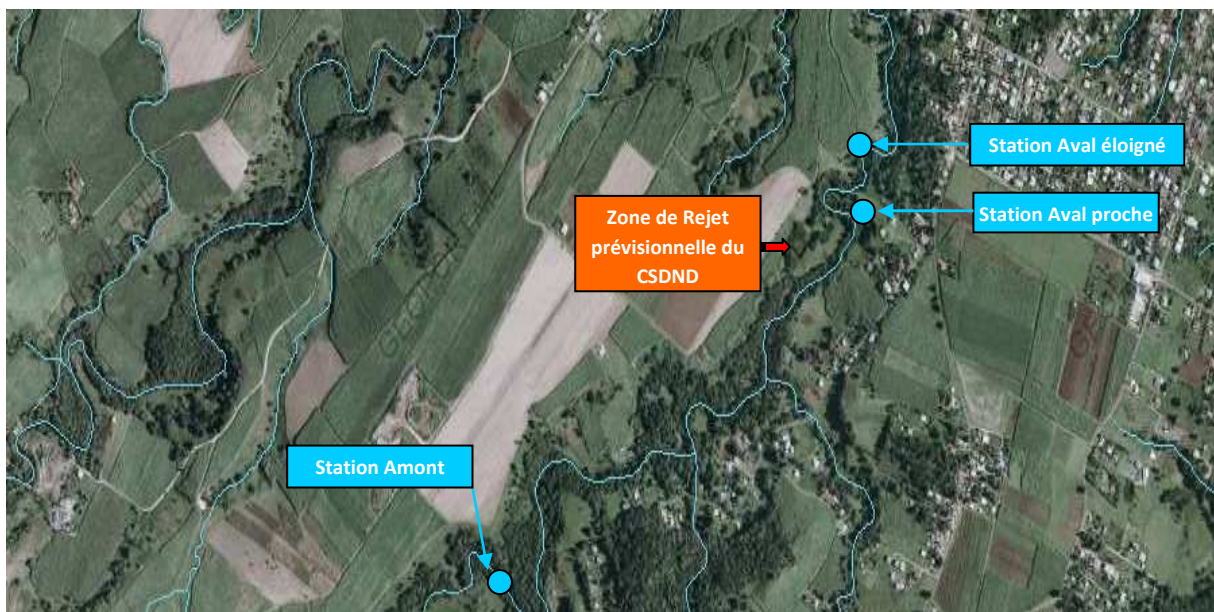 Station Aval éloigné
Station Aval proche
Zone de Rejet
prévisionnelle du
CSDND
Station Amont